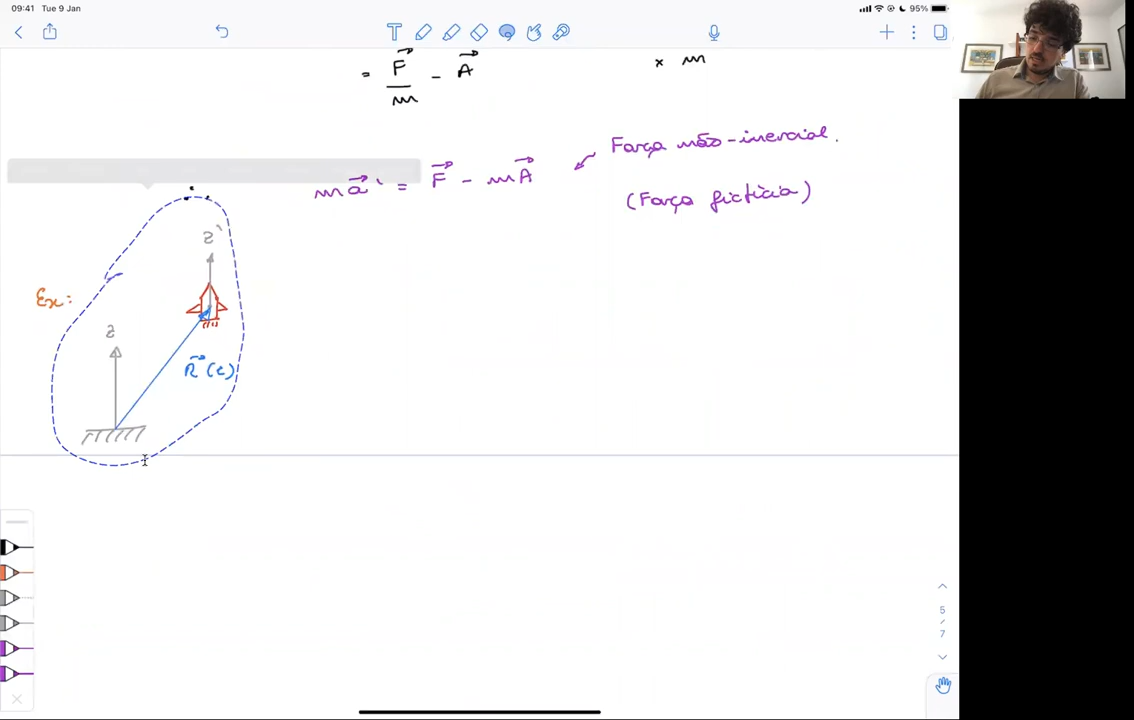 09:41 Tue 9 Jan
95%
= F⃗/m − A⃗
× m
m a⃗' = F⃗ − m A⃗
Força não-inercial.
(Força fictícia)
z'
Ex:
z
R⃗(t)
5
/
7